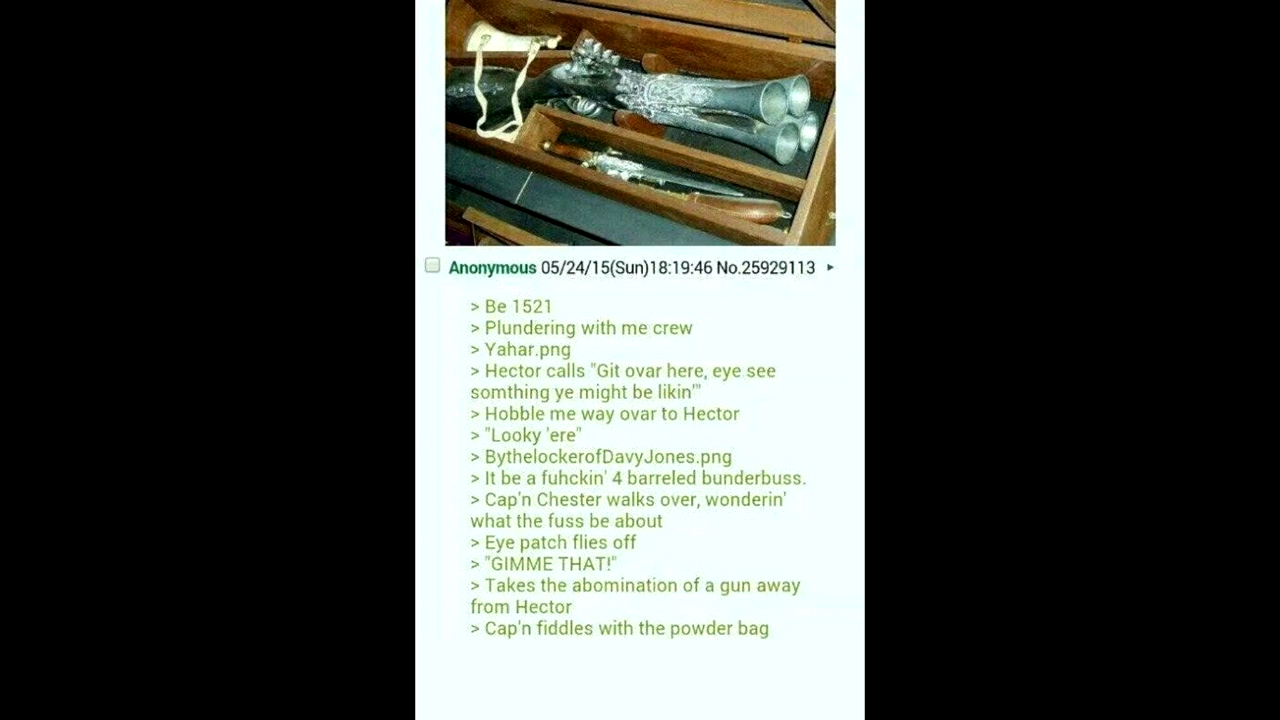 Anonymous 05/24/15(Sun)18:19:46 No.25929113 ▸
> Be 1521
> Plundering with me crew
> Yahar.png
> Hector calls "Git ovar here, eye see
somthing ye might be likin'"
> Hobble me way ovar to Hector
> "Looky 'ere"
> BythelockerofDavyJones.png
> It be a fuhckin' 4 barreled bunderbuss.
> Cap'n Chester walks over, wonderin'
what the fuss be about
> Eye patch flies off
> "GIMME THAT!"
> Takes the abomination of a gun away
from Hector
> Cap'n fiddles with the powder bag